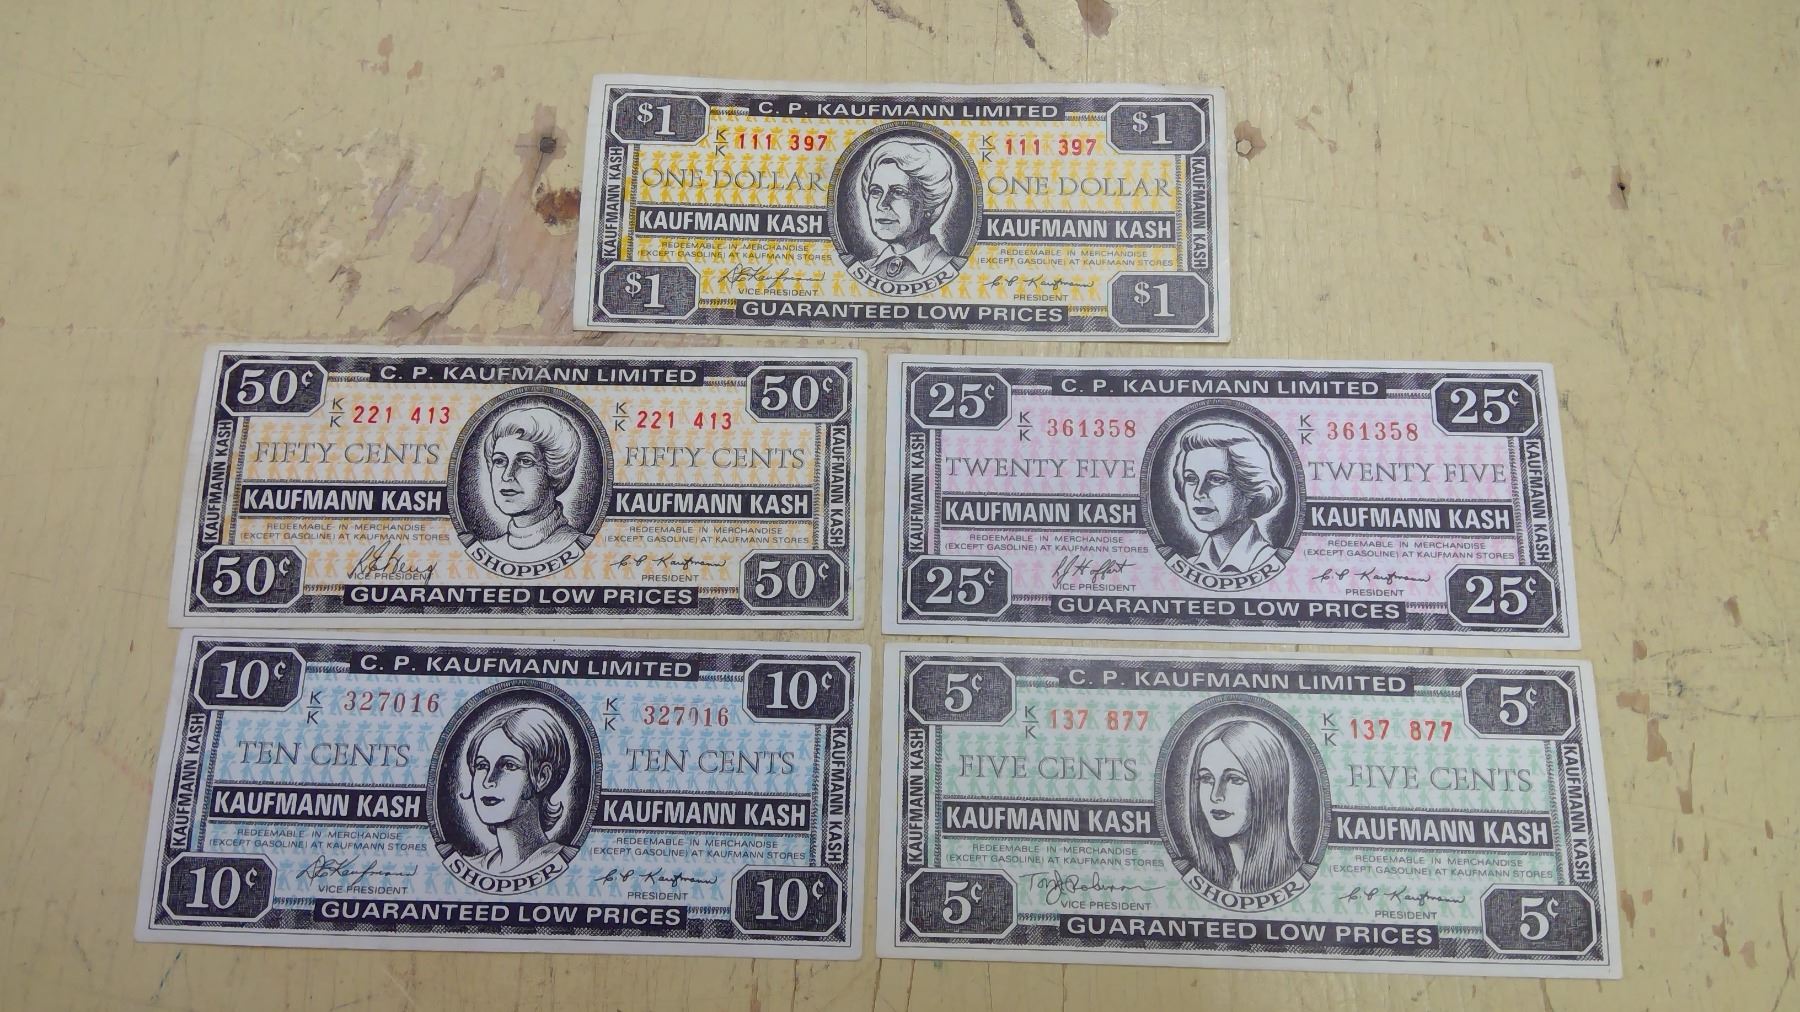 C. P. KAUFMANN LIMITED
$1 $1
K/K 111 397 K/K 111 397
ONE DOLLAR ONE DOLLAR
KAUFMANN KASH KAUFMANN KASH
KAUFMANN KASH KAUFMANN KASH
REDEEMABLE IN MERCHANDISE REDEEMABLE IN MERCHANDISE
(EXCEPT GASOLINE) AT KAUFMANN STORES (EXCEPT GASOLINE) AT KAUFMANN STORES
SHOPPER
C. P. Kaufmann
VICE PRESIDENT PRESIDENT
$1 $1
GUARANTEED LOW PRICES
C. P. KAUFMANN LIMITED
50¢ 50¢
K/K 221 413 K/K 221 413
FIFTY CENTS FIFTY CENTS
KAUFMANN KASH KAUFMANN KASH
KAUFMANN KASH KAUFMANN KASH
REDEEMABLE IN MERCHANDISE REDEEMABLE IN MERCHANDISE
(EXCEPT GASOLINE) AT KAUFMANN STORES (EXCEPT GASOLINE) AT KAUFMANN STORES
SHOPPER
C. P. Kaufmann
VICE PRESIDENT PRESIDENT
50¢ 50¢
GUARANTEED LOW PRICES
C. P. KAUFMANN LIMITED
25¢ 25¢
K/K 361358 K/K 361358
TWENTY FIVE TWENTY FIVE
KAUFMANN KASH KAUFMANN KASH
KAUFMANN KASH KAUFMANN KASH
REDEEMABLE IN MERCHANDISE REDEEMABLE IN MERCHANDISE
(EXCEPT GASOLINE) AT KAUFMANN STORES (EXCEPT GASOLINE) AT KAUFMANN STORES
SHOPPER
C. P. Kaufmann
VICE PRESIDENT PRESIDENT
25¢ 25¢
GUARANTEED LOW PRICES
C. P. KAUFMANN LIMITED
10¢ 10¢
K/K 327016 K/K 327016
TEN CENTS TEN CENTS
KAUFMANN KASH KAUFMANN KASH
KAUFMANN KASH KAUFMANN KASH
REDEEMABLE IN MERCHANDISE REDEEMABLE IN MERCHANDISE
(EXCEPT GASOLINE) AT KAUFMANN STORES (EXCEPT GASOLINE) AT KAUFMANN STORES
SHOPPER
C. P. Kaufmann
VICE PRESIDENT PRESIDENT
10¢ 10¢
GUARANTEED LOW PRICES
C. P. KAUFMANN LIMITED
5¢ 5¢
K/K 137 877 K/K 137 877
FIVE CENTS FIVE CENTS
KAUFMANN KASH KAUFMANN KASH
KAUFMANN KASH KAUFMANN KASH
REDEEMABLE IN MERCHANDISE REDEEMABLE IN MERCHANDISE
(EXCEPT GASOLINE) AT KAUFMANN STORES (EXCEPT GASOLINE) AT KAUFMANN STORES
SHOPPER
C. P. Kaufmann
VICE PRESIDENT PRESIDENT
5¢ 5¢
GUARANTEED LOW PRICES